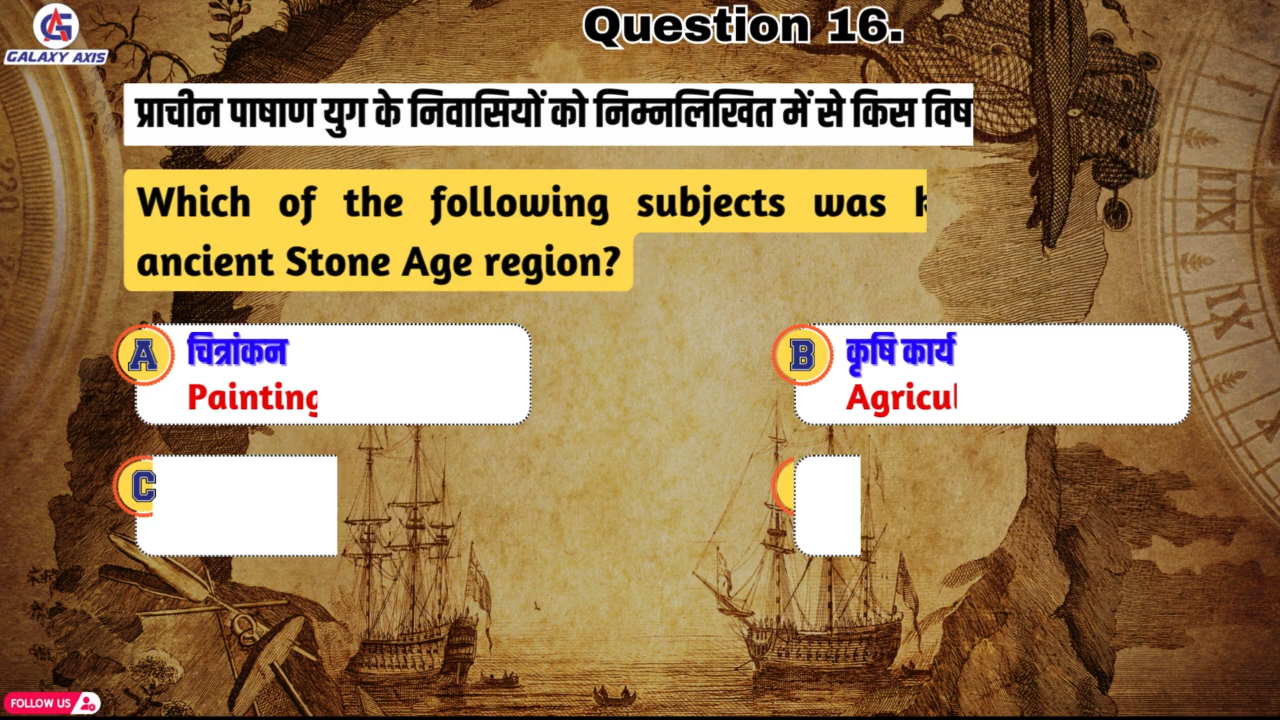 GALAXY AXIS
Question 16.
प्राचीन पाषाण युग के निवासियों को निम्नलिखित में से किस विष
Which of the following subjects was
ancient Stone Age region?
A चित्रांकन
Painting
B कृषि कार्य
Agricul
C
FOLLOW US